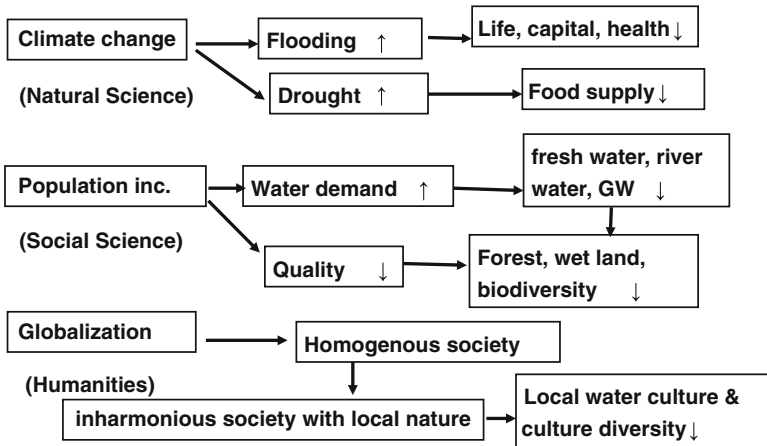 Climate change
Flooding ↑
Life, capital, health↓
(Natural Science)
Drought ↑
Food supply↓
Population inc.
Water demand ↑
fresh water, river
water, GW ↓
(Social Science)
Quality ↓
Forest, wet land,
biodiversity ↓
Globalization
Homogenous society
(Humanities)
inharmonious society with local nature
Local water culture &
culture diversity↓